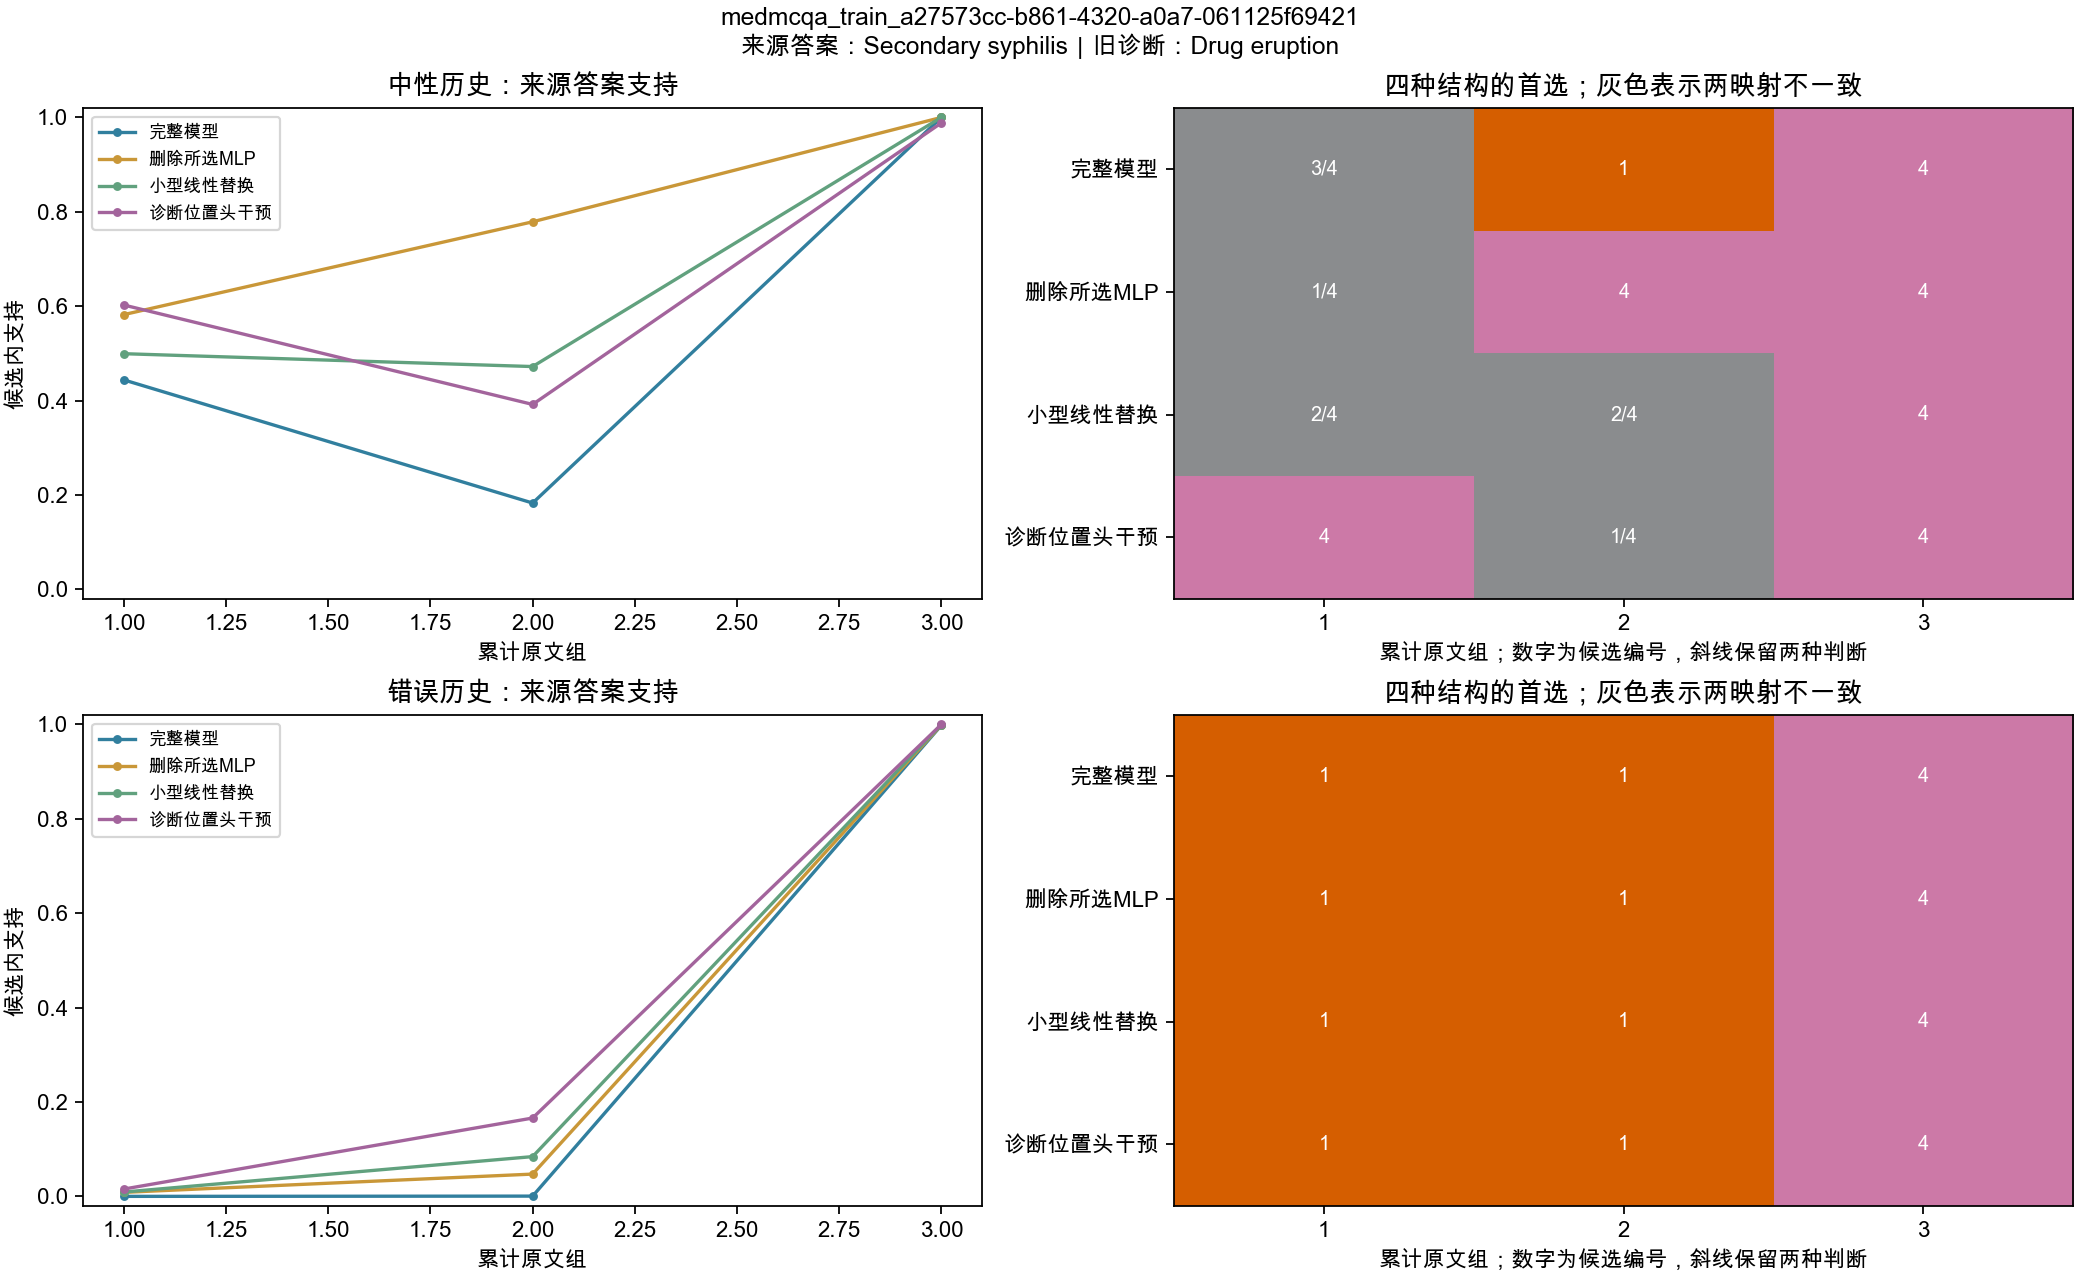 medmcqa_train_a27573cc-b861-4320-a0a7-061125f69421
来源答案：Secondary syphilis | 旧诊断：Drug eruption
中性历史：来源答案支持
候选内支持
1.0
0.8
0.6
0.4
0.2
0.0
完整模型
删除所选MLP
小型线性替换
诊断位置头干预
1.00 1.25 1.50 1.75 2.00 2.25 2.50 2.75 3.00
累计原文组
四种结构的首选；灰色表示两映射不一致
完整模型 3/4 1 4
删除所选MLP 1/4 4 4
小型线性替换 2/4 2/4 4
诊断位置头干预 4 1/4 4
1 2 3
累计原文组；数字为候选编号，斜线保留两种判断
错误历史：来源答案支持
候选内支持
1.0
0.8
0.6
0.4
0.2
0.0
完整模型
删除所选MLP
小型线性替换
诊断位置头干预
1.00 1.25 1.50 1.75 2.00 2.25 2.50 2.75 3.00
累计原文组
四种结构的首选；灰色表示两映射不一致
完整模型 1 1 4
删除所选MLP 1 1 4
小型线性替换 1 1 4
诊断位置头干预 1 1 4
1 2 3
累计原文组；数字为候选编号，斜线保留两种判断